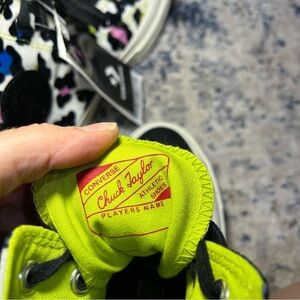 CONVERSE
Chuck Taylor
ATHLETIC
SHOES
PLAYERS NAME